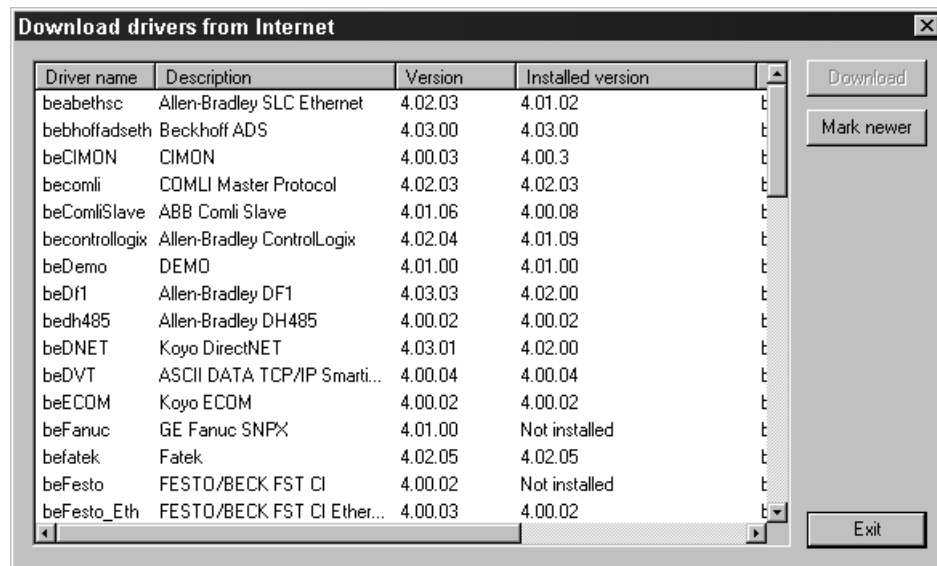 Download drivers from Internet
Driver name Description Version Installed version
beabethsc Allen-Bradley SLC Ethernet 4.02.03 4.01.02 b
bebhoffadseth Beckhoff ADS 4.03.00 4.03.00 b
beCIMON CIMON 4.00.03 4.00.3 b
becomli COMLI Master Protocol 4.02.03 4.02.03 b
beComliSlave ABB Comli Slave 4.01.06 4.00.08 b
becontrollogix Allen-Bradley ControlLogix 4.02.04 4.01.09 b
beDemo DEMO 4.01.00 4.01.00 b
beDf1 Allen-Bradley DF1 4.03.03 4.02.00 b
bedh485 Allen-Bradley DH485 4.00.02 4.00.02 b
beDNET Koyo DirectNET 4.03.01 4.02.00 b
beDVT ASCII DATA TCP/IP Smarti... 4.00.04 4.00.04 b
beECOM Koyo ECOM 4.00.02 4.00.02 b
beFanuc GE Fanuc SNPX 4.01.00 Not installed b
befatek Fatek 4.02.05 4.02.05 b
beFesto FESTO/BECK FST CI 4.00.02 Not installed b
beFesto_Eth FESTO/BECK FST CI Ether... 4.00.03 4.00.02 b
Download
Mark newer
Exit